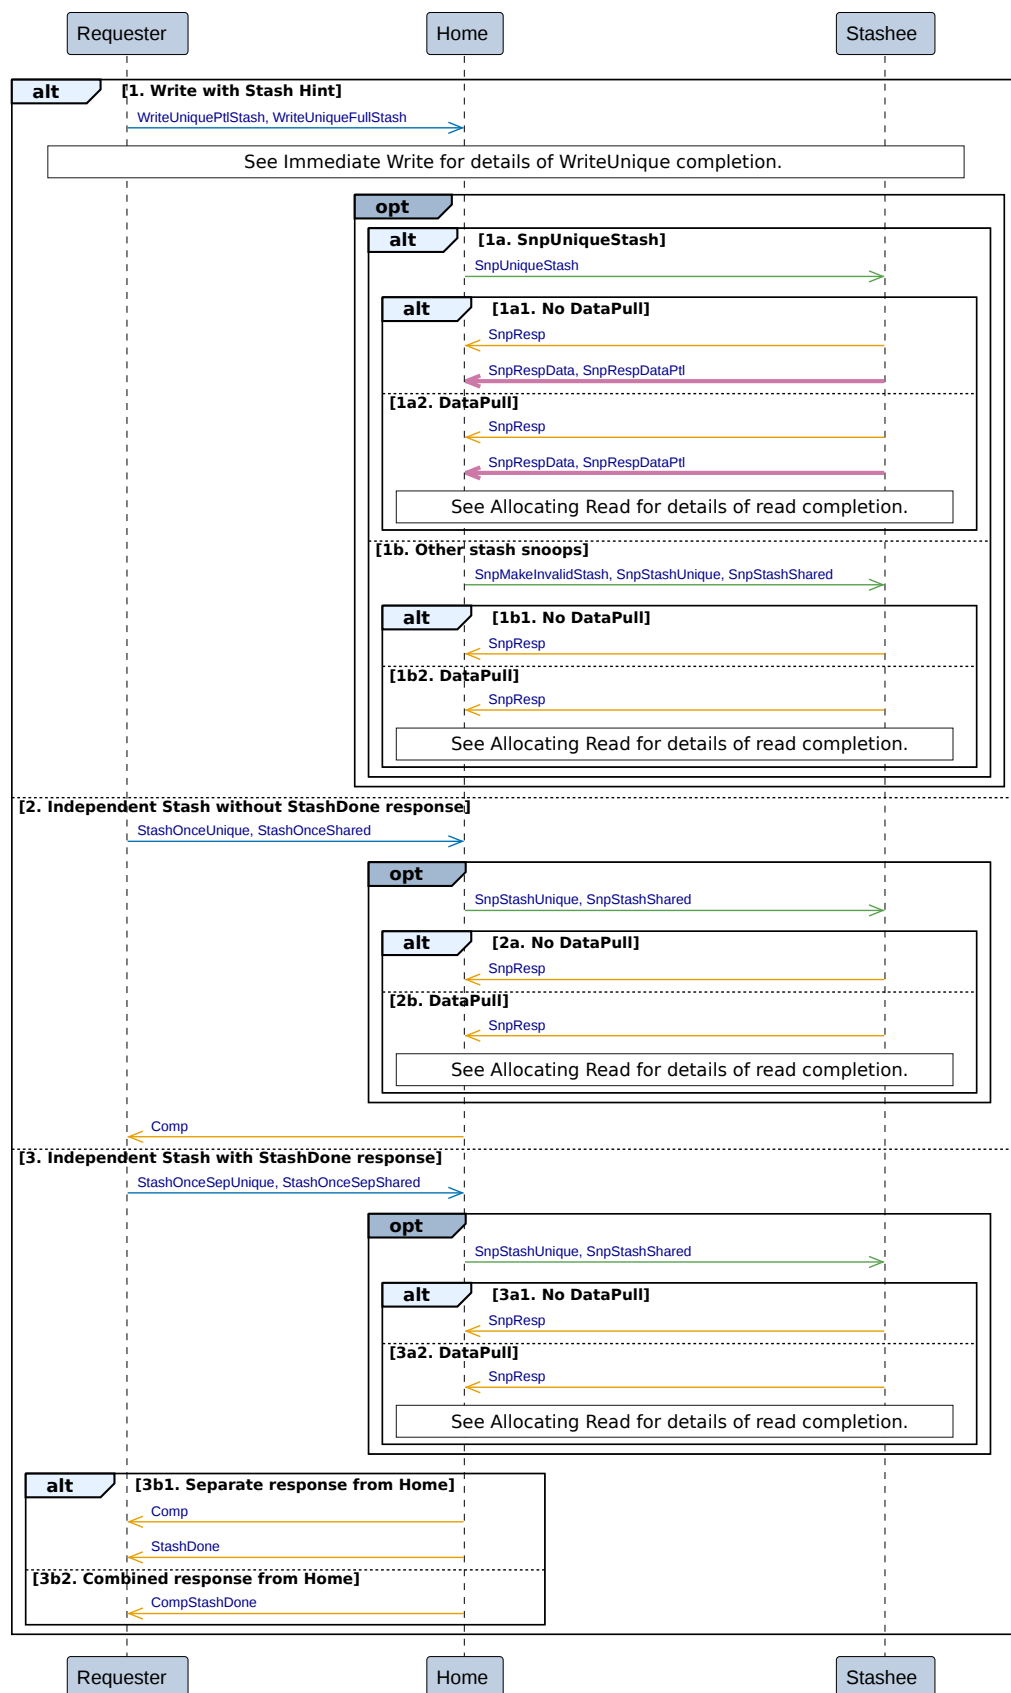 Requester Home Stashee
alt [1. Write with Stash Hint]
WriteUniquePtlStash, WriteUniqueFullStash
See Immediate Write for details of WriteUnique completion.
opt
alt [1a. SnpUniqueStash]
SnpUniqueStash
alt [1a1. No DataPull]
SnpResp
SnpRespData, SnpRespDataPtl
[1a2. DataPull]
SnpResp
SnpRespData, SnpRespDataPtl
See Allocating Read for details of read completion.
[1b. Other stash snoops]
SnpMakeInvalidStash, SnpStashUnique, SnpStashShared
alt [1b1. No DataPull]
SnpResp
[1b2. DataPull]
SnpResp
See Allocating Read for details of read completion.
[2. Independent Stash without StashDone response]
StashOnceUnique, StashOnceShared
opt
SnpStashUnique, SnpStashShared
alt [2a. No DataPull]
SnpResp
[2b. DataPull]
SnpResp
See Allocating Read for details of read completion.
Comp
[3. Independent Stash with StashDone response]
StashOnceSepUnique, StashOnceSepShared
opt
SnpStashUnique, SnpStashShared
alt [3a1. No DataPull]
SnpResp
[3a2. DataPull]
SnpResp
See Allocating Read for details of read completion.
alt [3b1. Separate response from Home]
Comp
StashDone
[3b2. Combined response from Home]
CompStashDone
Requester Home Stashee